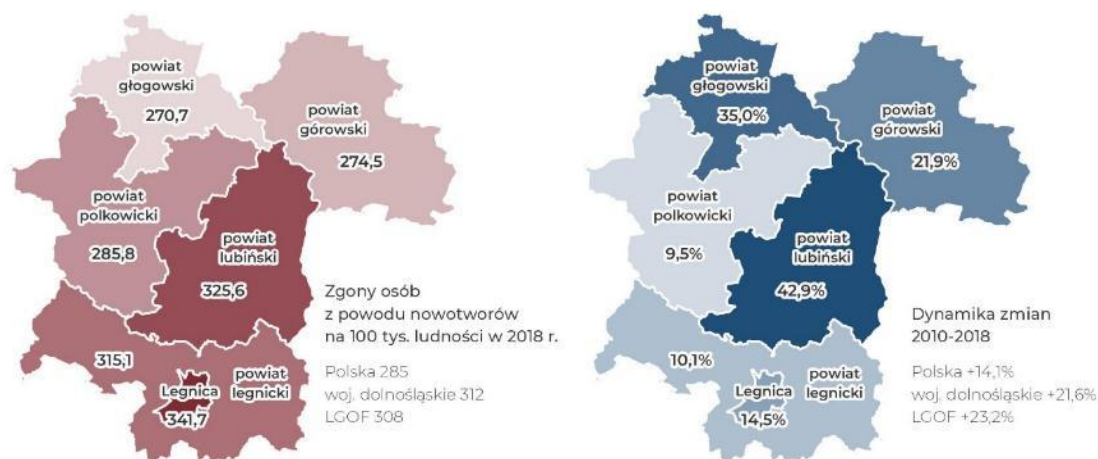 powiat
głogowski
270,7
powiat
górowski
274,5
powiat
polkowicki
285,8
powiat
lubiński
325,6
315,1
Legnica
341,7
powiat
legnicki
Zgony osób
z powodu nowotworów
na 100 tys. ludności w 2018 r.
Polska 285
woj. dolnośląskie 312
LGOF 308
powiat
głogowski
35,0%
powiat
górowski
21,9%
powiat
polkowicki
9,5%
powiat
lubiński
42,9%
10,1%
Legnica
14,5%
powiat
legnicki
Dynamika zmian
2010-2018
Polska +14,1%
woj. dolnośląskie +21,6%
LGOF +23,2%